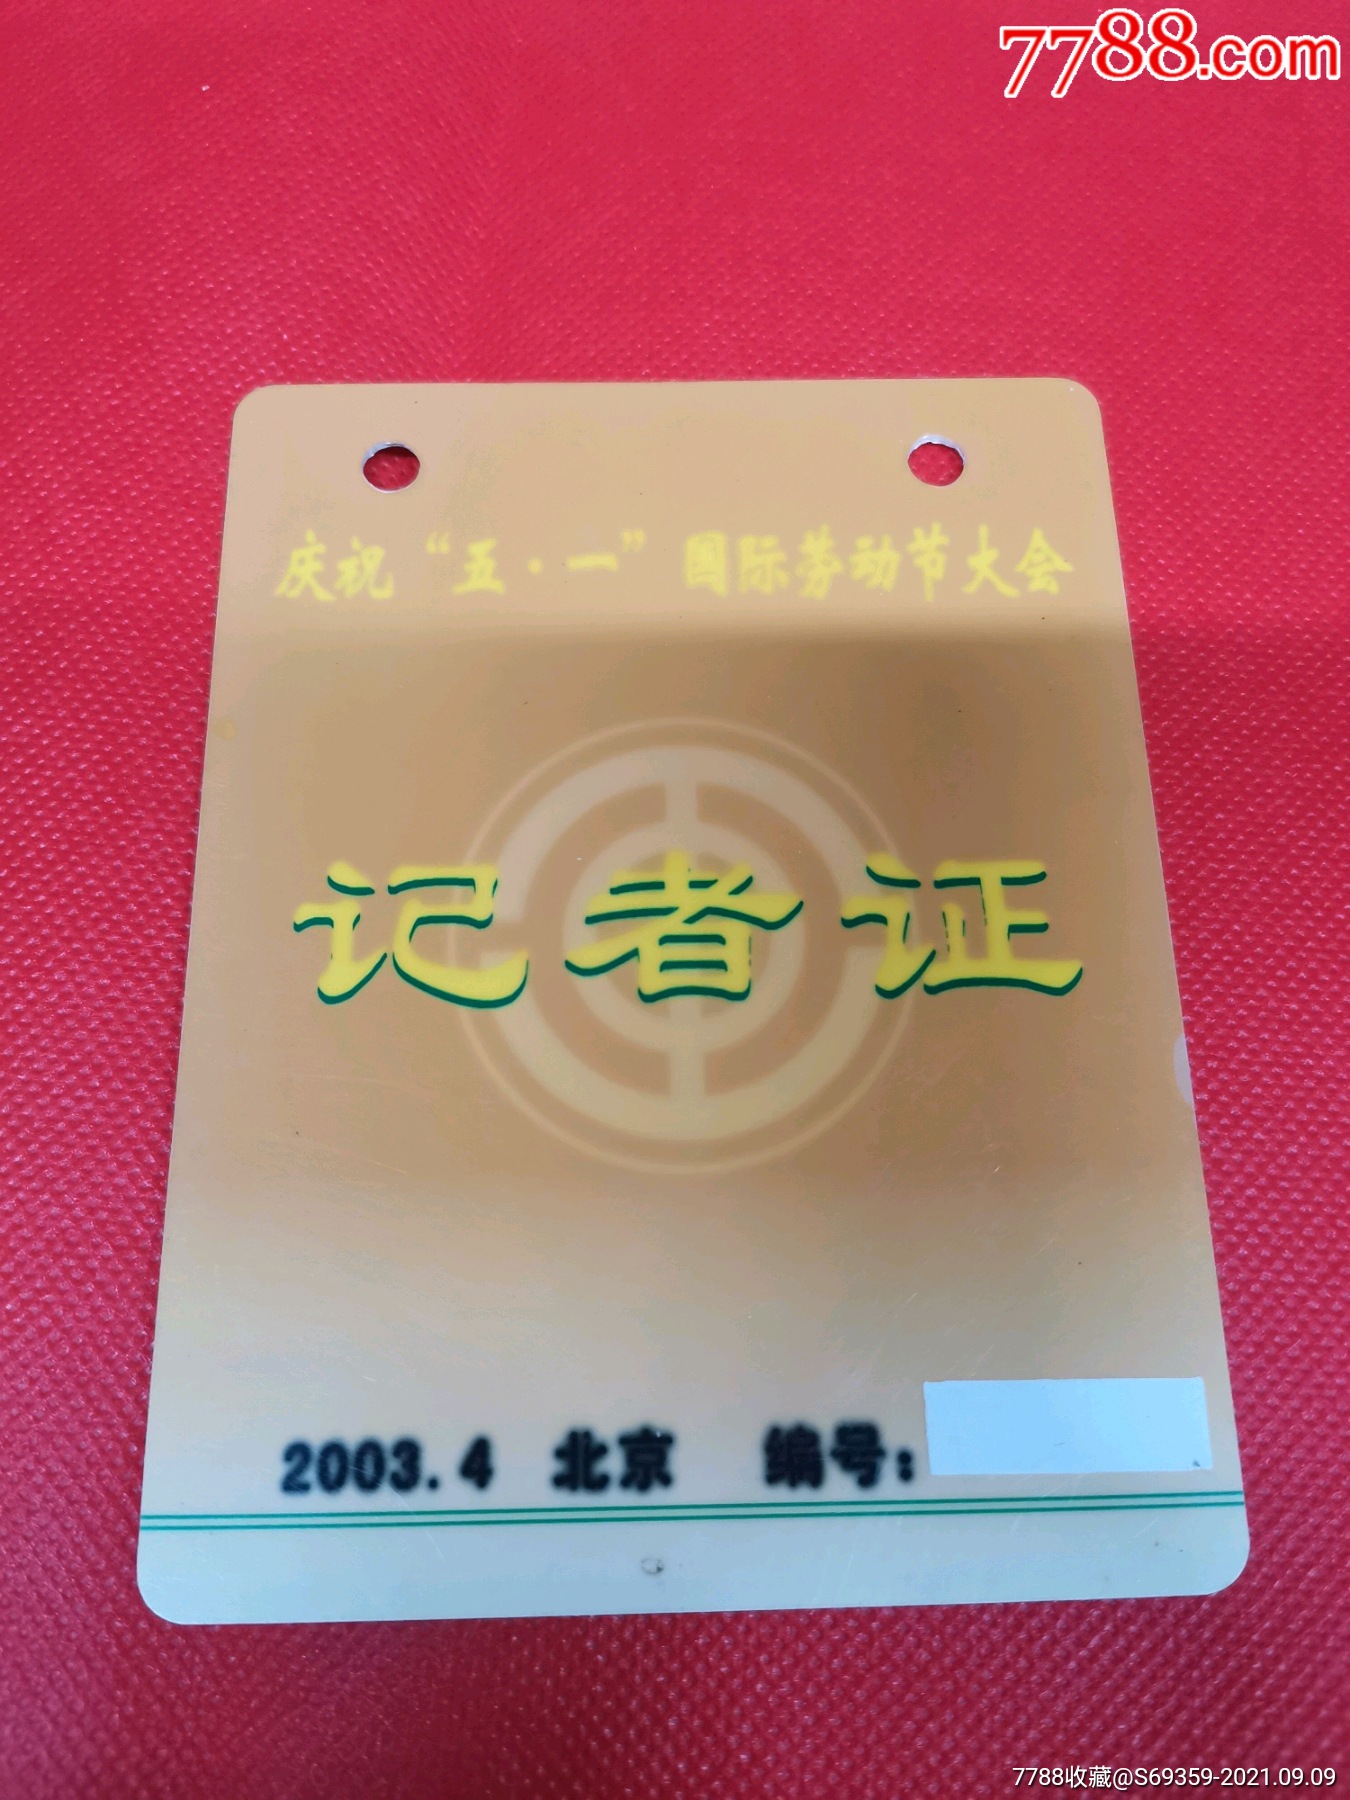 7788.com
庆祝“五·一”国际劳动节大会
记者证
2003.4 北京 编号:
7788收藏@S69359-2021.09.09